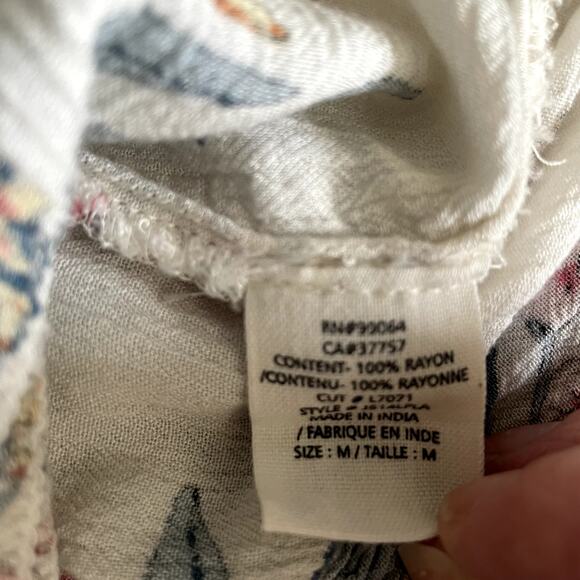 RN#99064
CA#37757
CONTENT- 100% RAYON
/CONTENU- 100% RAYONNE
CUT # L7071
STYLE #
MADE IN INDIA
/ FABRIQUE EN INDE
SIZE : M / TAILLE : M